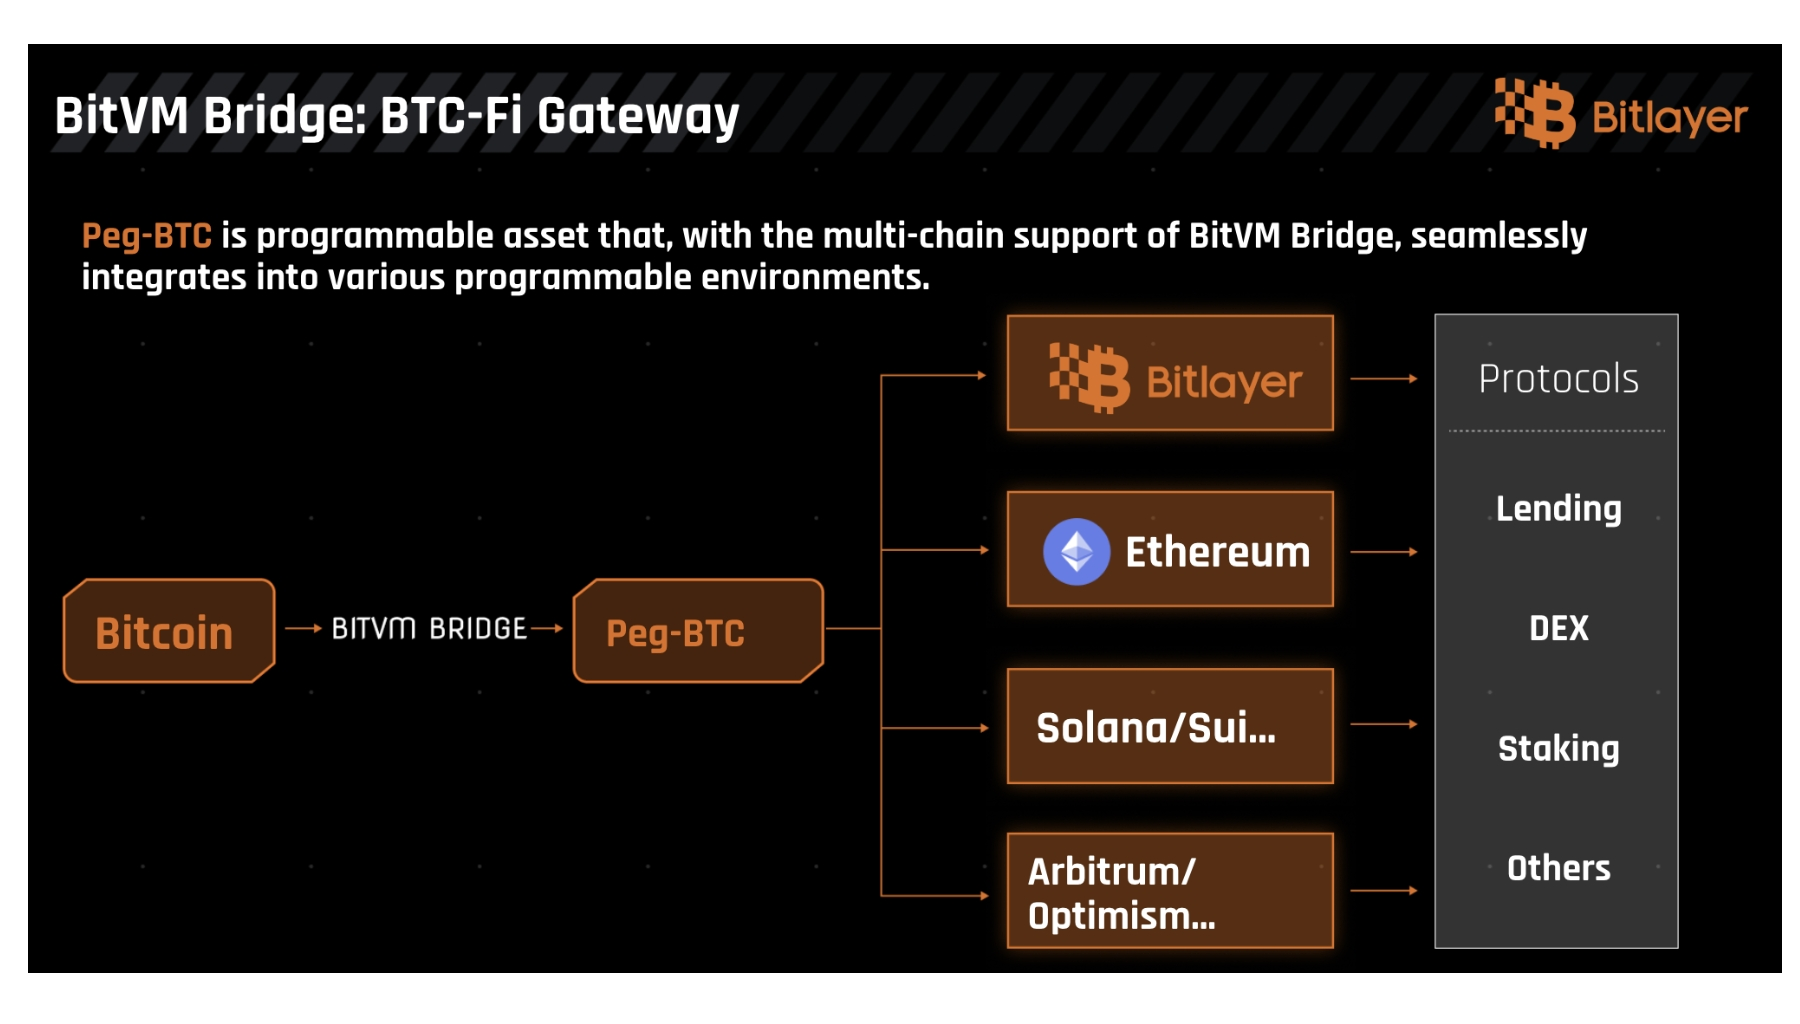 BitVM Bridge: BTC-Fi Gateway
Bitlayer
Peg-BTC is programmable asset that, with the multi-chain support of BitVM Bridge, seamlessly
integrates into various programmable environments.
Bitcoin
BITVM BRIDGE
Peg-BTC
Bitlayer
Ethereum
Solana/Sui...
Arbitrum/
Optimism...
Protocols
Lending
DEX
Staking
Others